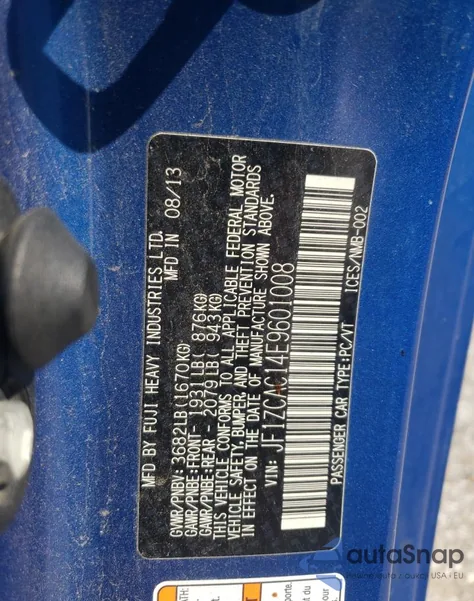 MFD BY FUJI HEAVY INDUSTRIES LTD.
MFD IN 08/13
GVWR/PNBV: 3682LB(1670KG)
GAWR/PNBE:FRONT- 1931LB( 876KG)
GAWR/PNBE:REAR - 2079LB( 943KG)
THIS VEHICLE CONFORMS TO ALL APPLICABLE FEDERAL MOTOR
VEHICLE SAFETY,BUMPER, AND THEFT PREVENTION STANDARDS
IN EFFECT ON THE DATE OF MANUFACTURE SHOWN ABOVE.
VIN: JF1ZCAC14E9601008
PASSENGER CAR TYPE:PC/VT ICES/NMB-002
autoSnap
USA • EU